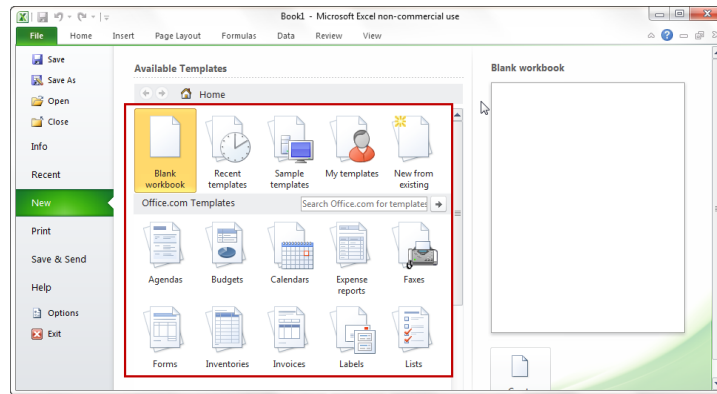 Book1 - Microsoft Excel non-commercial use
File Home Insert Page Layout Formulas Data Review View
Save
Save As
Open
Close
Info
Recent
New
Print
Save & Send
Help
Options
Exit
Available Templates
Home
Blank workbook
Recent templates
Sample templates
My templates
New from existing
Office.com Templates
Search Office.com for templates
Agendas
Budgets
Calendars
Expense reports
Faxes
Forms
Inventories
Invoices
Labels
Lists
Blank workbook